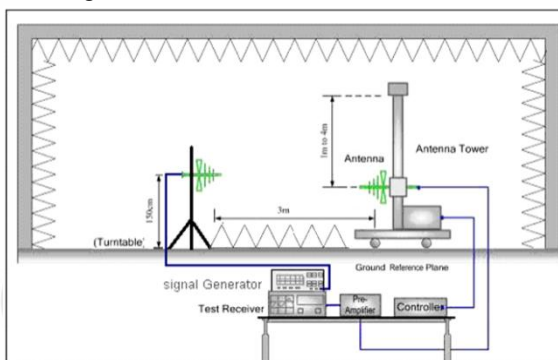 1m to 4m
Antenna
Antenna Tower
150cm
3m
(Turntable)
Ground Reference Plane
signal Generator
Test Receiver
Pre-
Amplifier
Controller